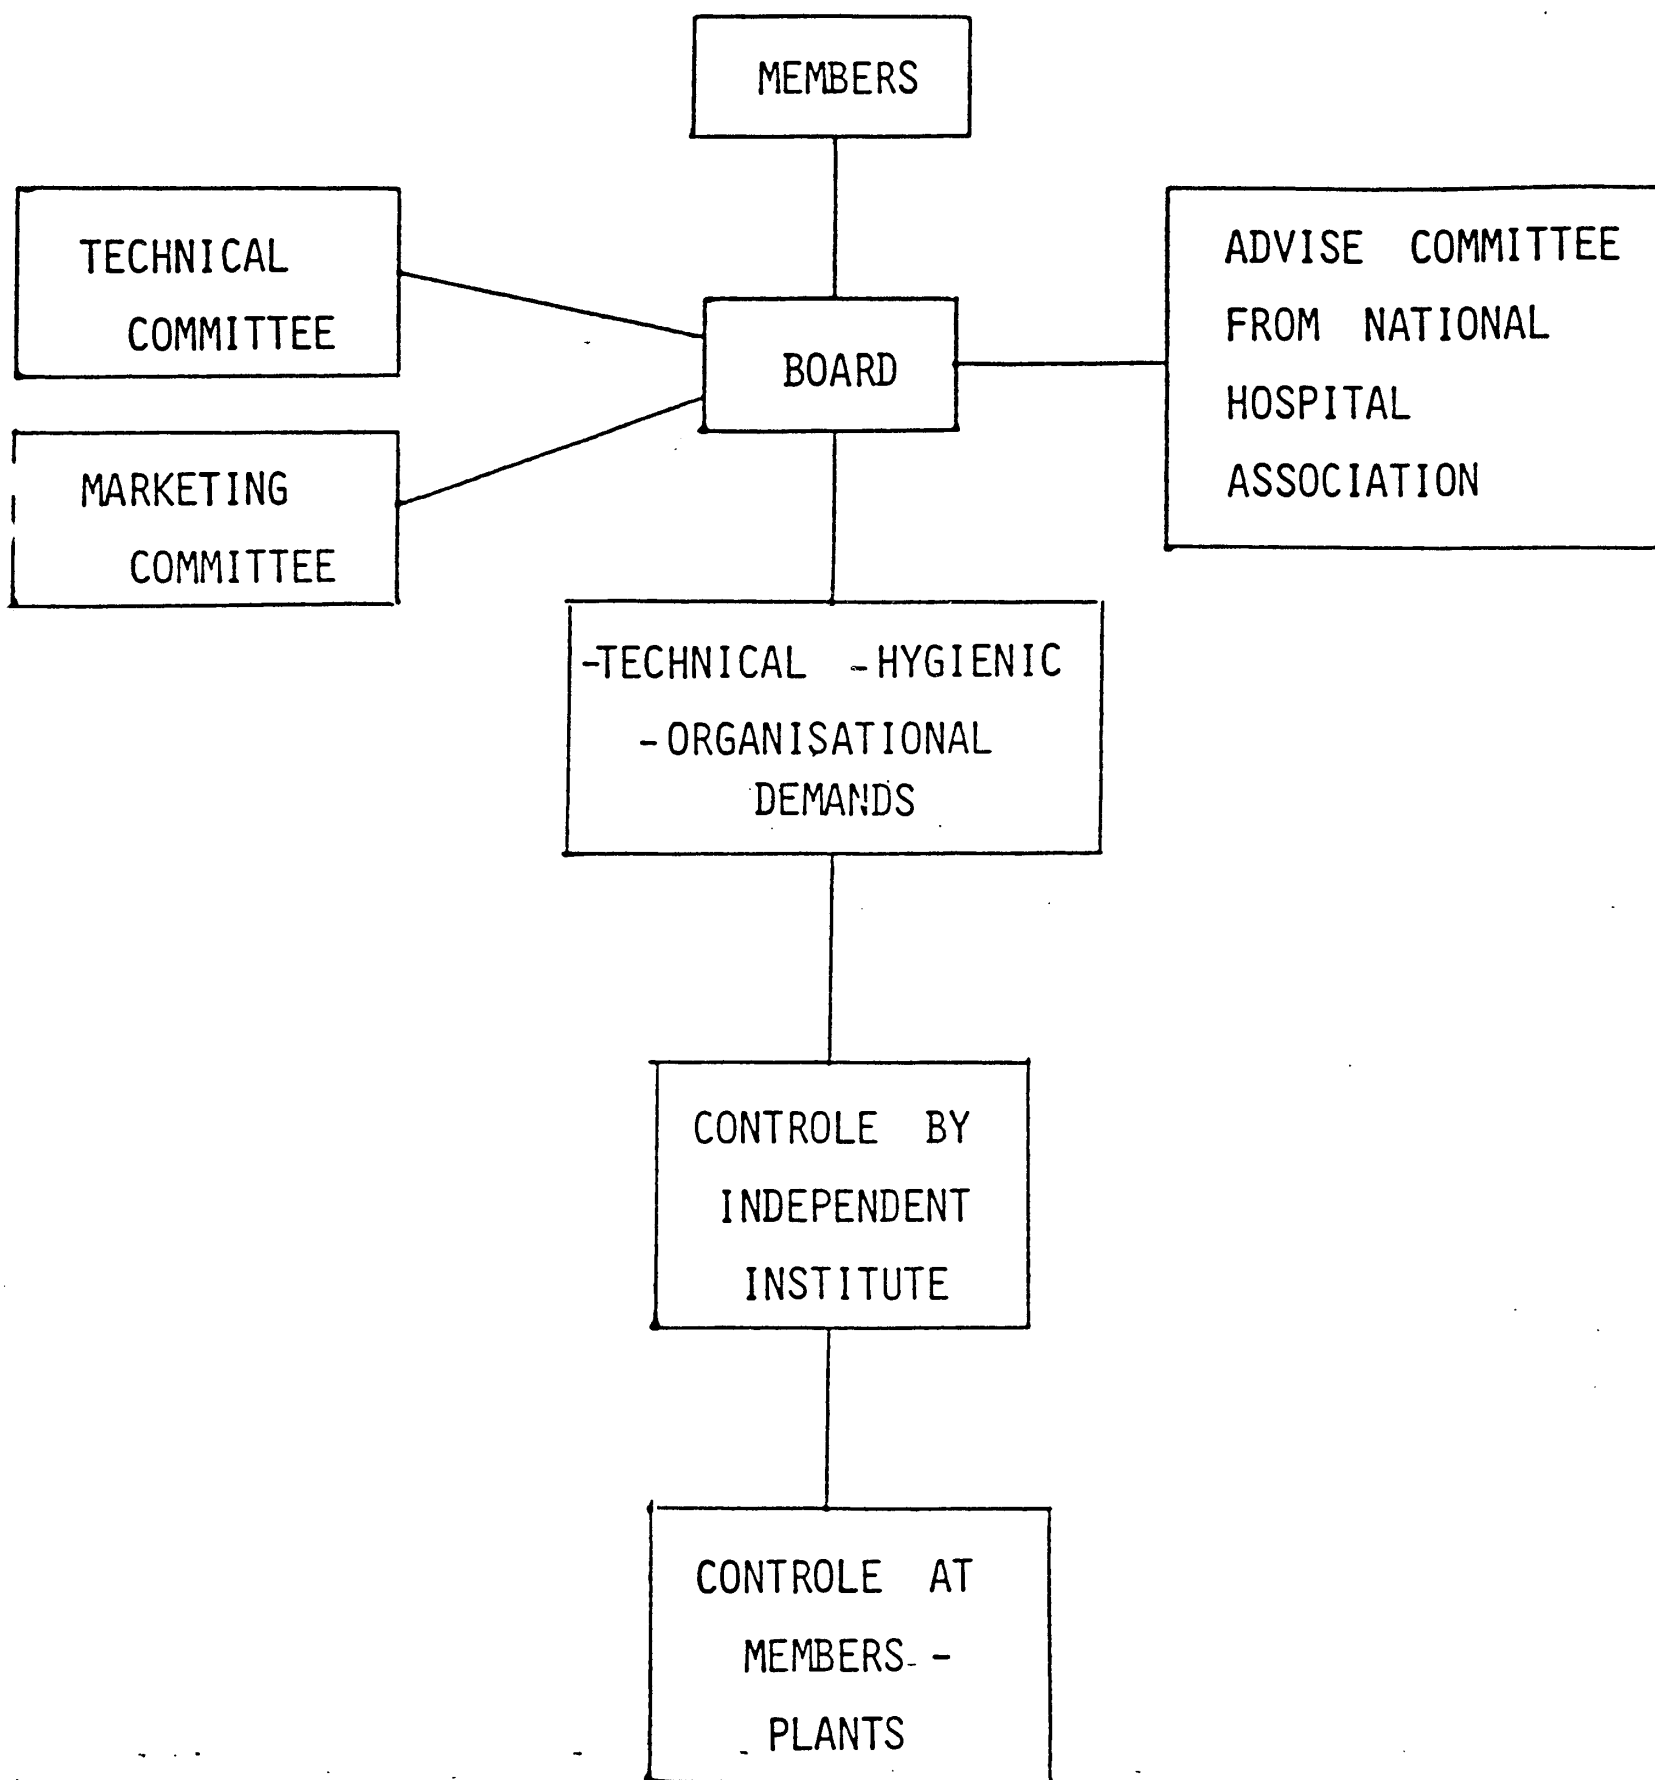 MEMBERS
TECHNICAL
COMMITTEE
MARKETING
COMMITTEE
BOARD
ADVISE COMMITTEE
FROM NATIONAL
HOSPITAL
ASSOCIATION
-TECHNICAL -HYGIENIC
-ORGANISATIONAL
DEMANDS
CONTROLE BY
INDEPENDENT
INSTITUTE
CONTROLE AT
MEMBERS -
PLANTS